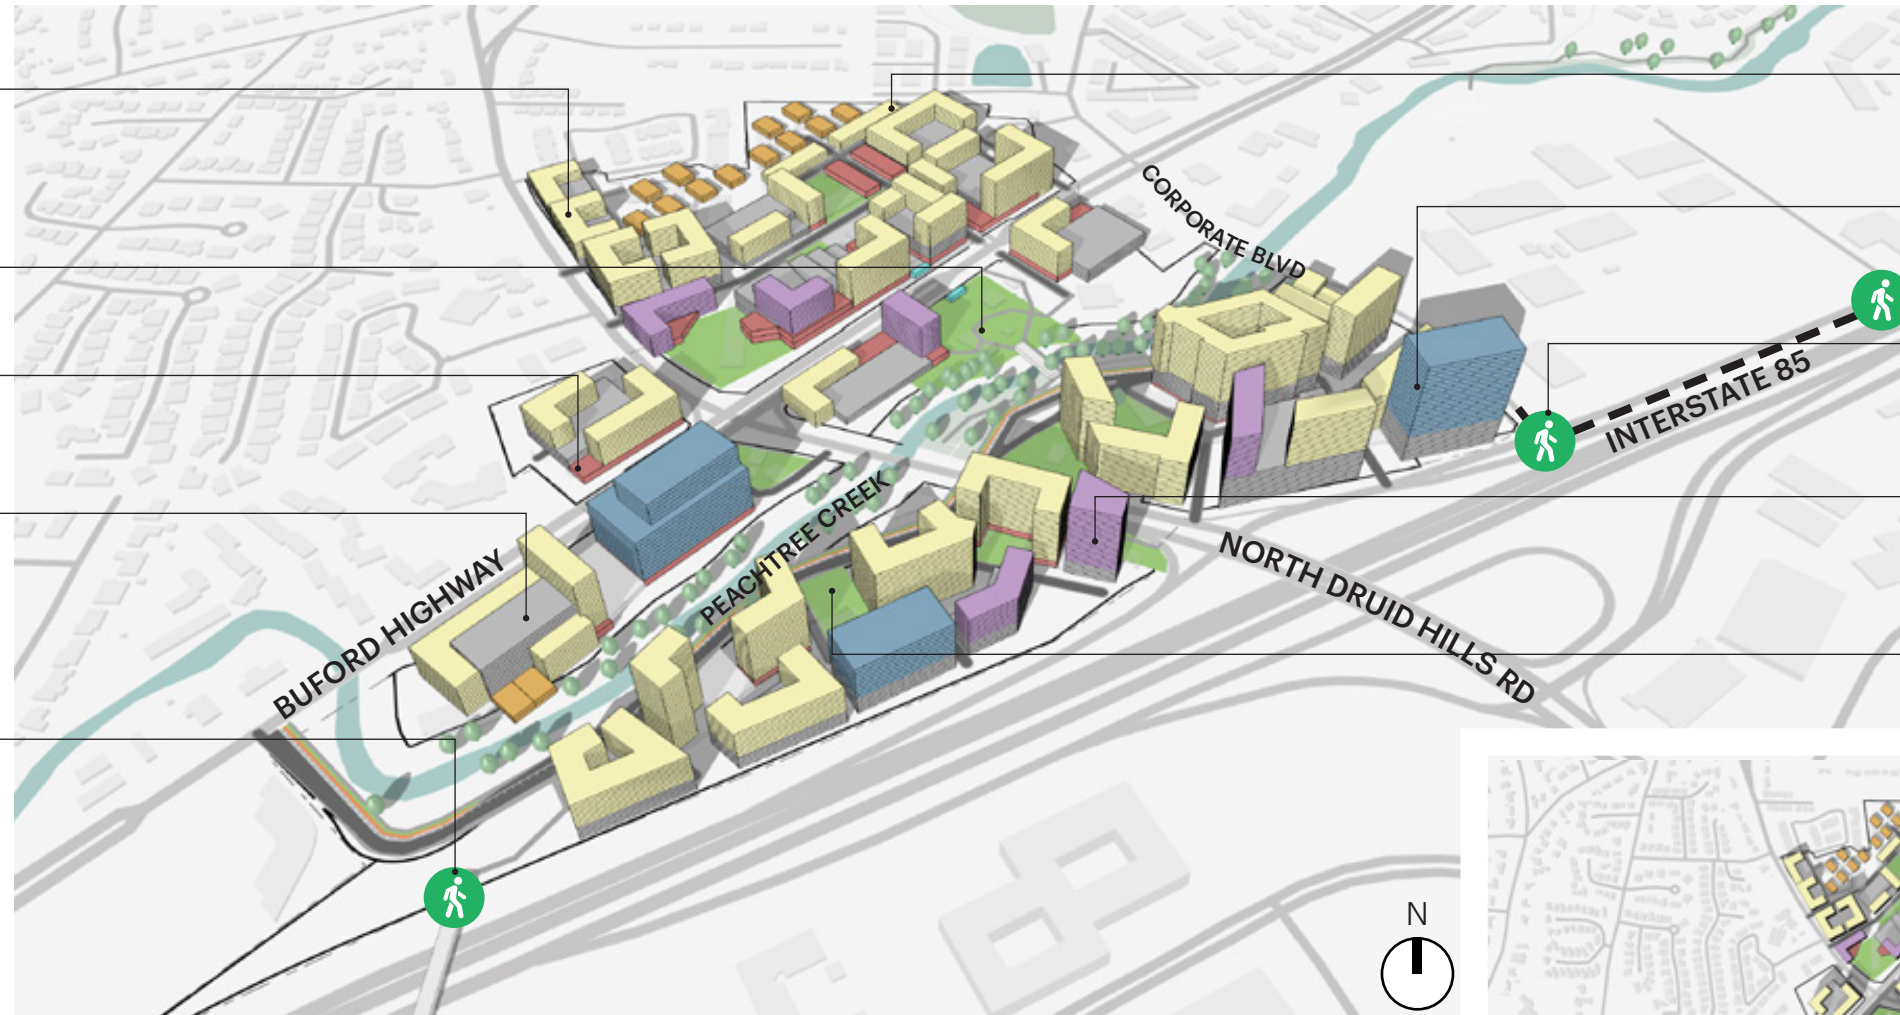 CORPORATE BLVD
INTERSTATE 85
PEACHTREE CREEK
BUFORD HIGHWAY
NORTH DRUID HILLS RD
N